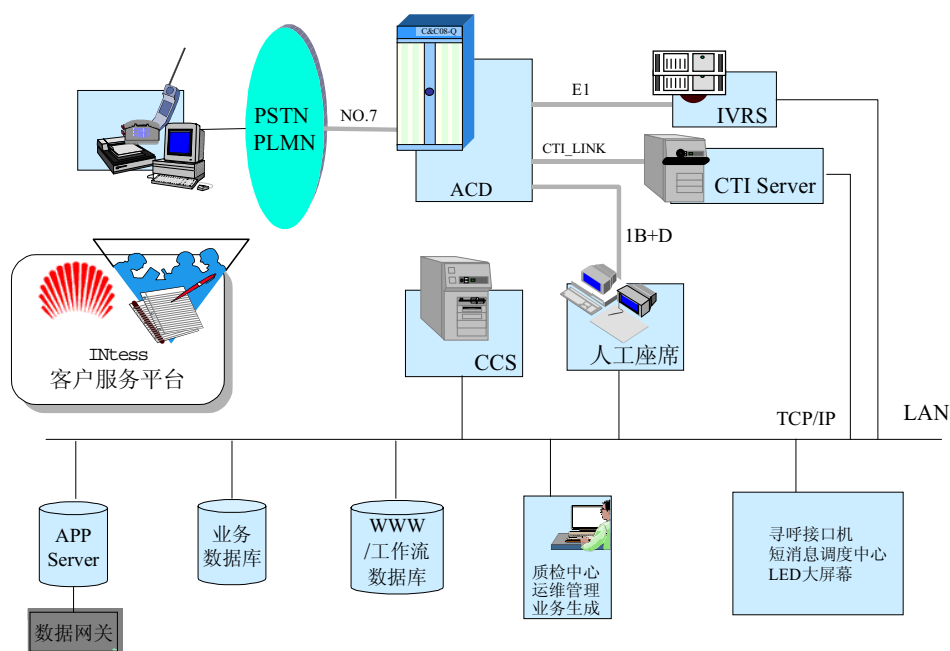 C&C08-Q
PSTN
PLMN
NO.7
E1
IVRS
CTI_LINK
CTI Server
ACD
1B+D
INtess
客户服务平台
CCS
人工座席
TCP/IP
LAN
APP
Server
业务
数据库
WWW
/工作流
数据库
质检中心
运维管理
业务生成
寻呼接口机
短消息调度中心
LED大屏幕
数据网关